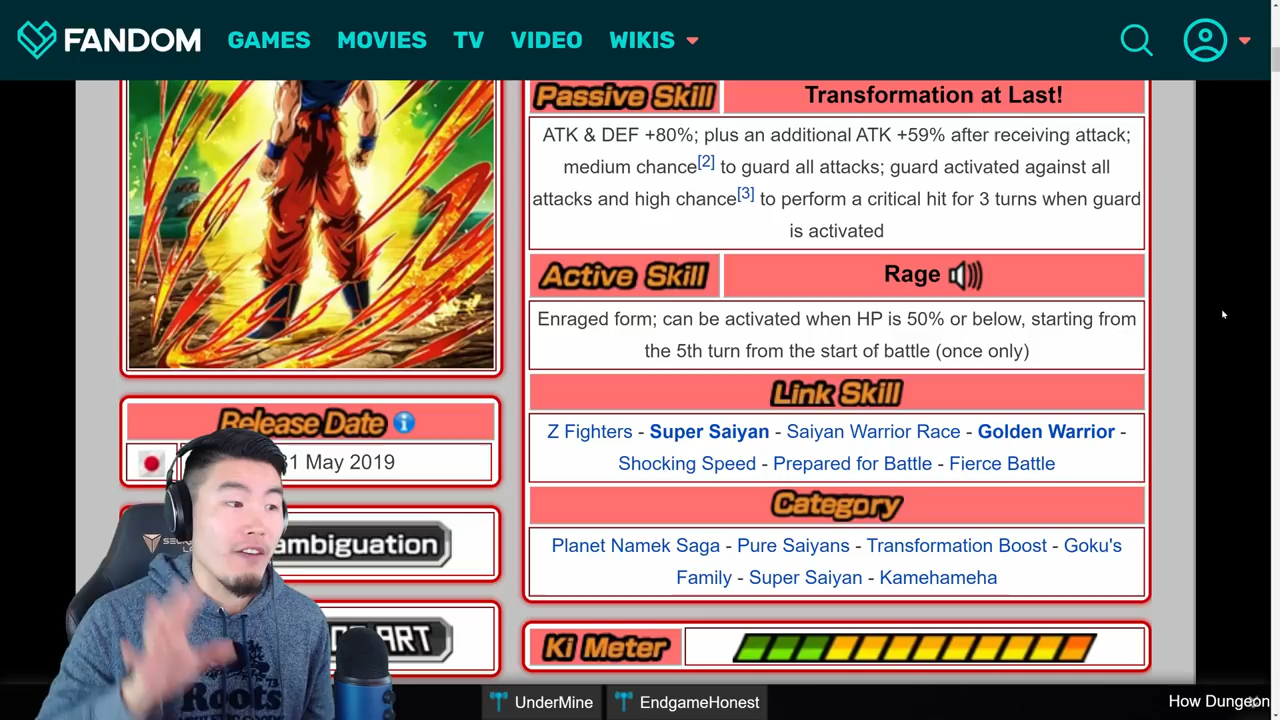 FANDOM GAMES MOVIES TV VIDEO WIKIS
Passive Skill
Transformation at Last!
ATK & DEF +80%; plus an additional ATK +59% after receiving attack;
medium chance[2] to guard all attacks; guard activated against all
attacks and high chance[3] to perform a critical hit for 3 turns when guard
is activated
Active Skill
Rage
Enraged form; can be activated when HP is 50% or below, starting from
the 5th turn from the start of battle (once only)
Link Skill
Z Fighters - Super Saiyan - Saiyan Warrior Race - Golden Warrior -
Shocking Speed - Prepared for Battle - Fierce Battle
Category
Planet Namek Saga - Pure Saiyans - Transformation Boost - Goku's
Family - Super Saiyan - Kamehameha
Ki Meter
Release Date
May 2019
ambiguation
ART
Roots
UnderMine
EndgameHonest
How Dungeon